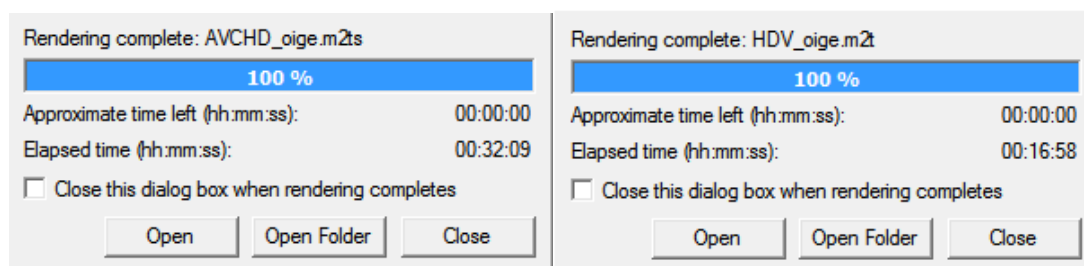 Rendering complete: AVCHD_oige.m2ts
100 %
Approximate time left (hh:mm:ss): 00:00:00
Elapsed time (hh:mm:ss): 00:32:09
Close this dialog box when rendering completes
Open Open Folder Close
Rendering complete: HDV_oige.m2t
100 %
Approximate time left (hh:mm:ss): 00:00:00
Elapsed time (hh:mm:ss): 00:16:58
Close this dialog box when rendering completes
Open Open Folder Close